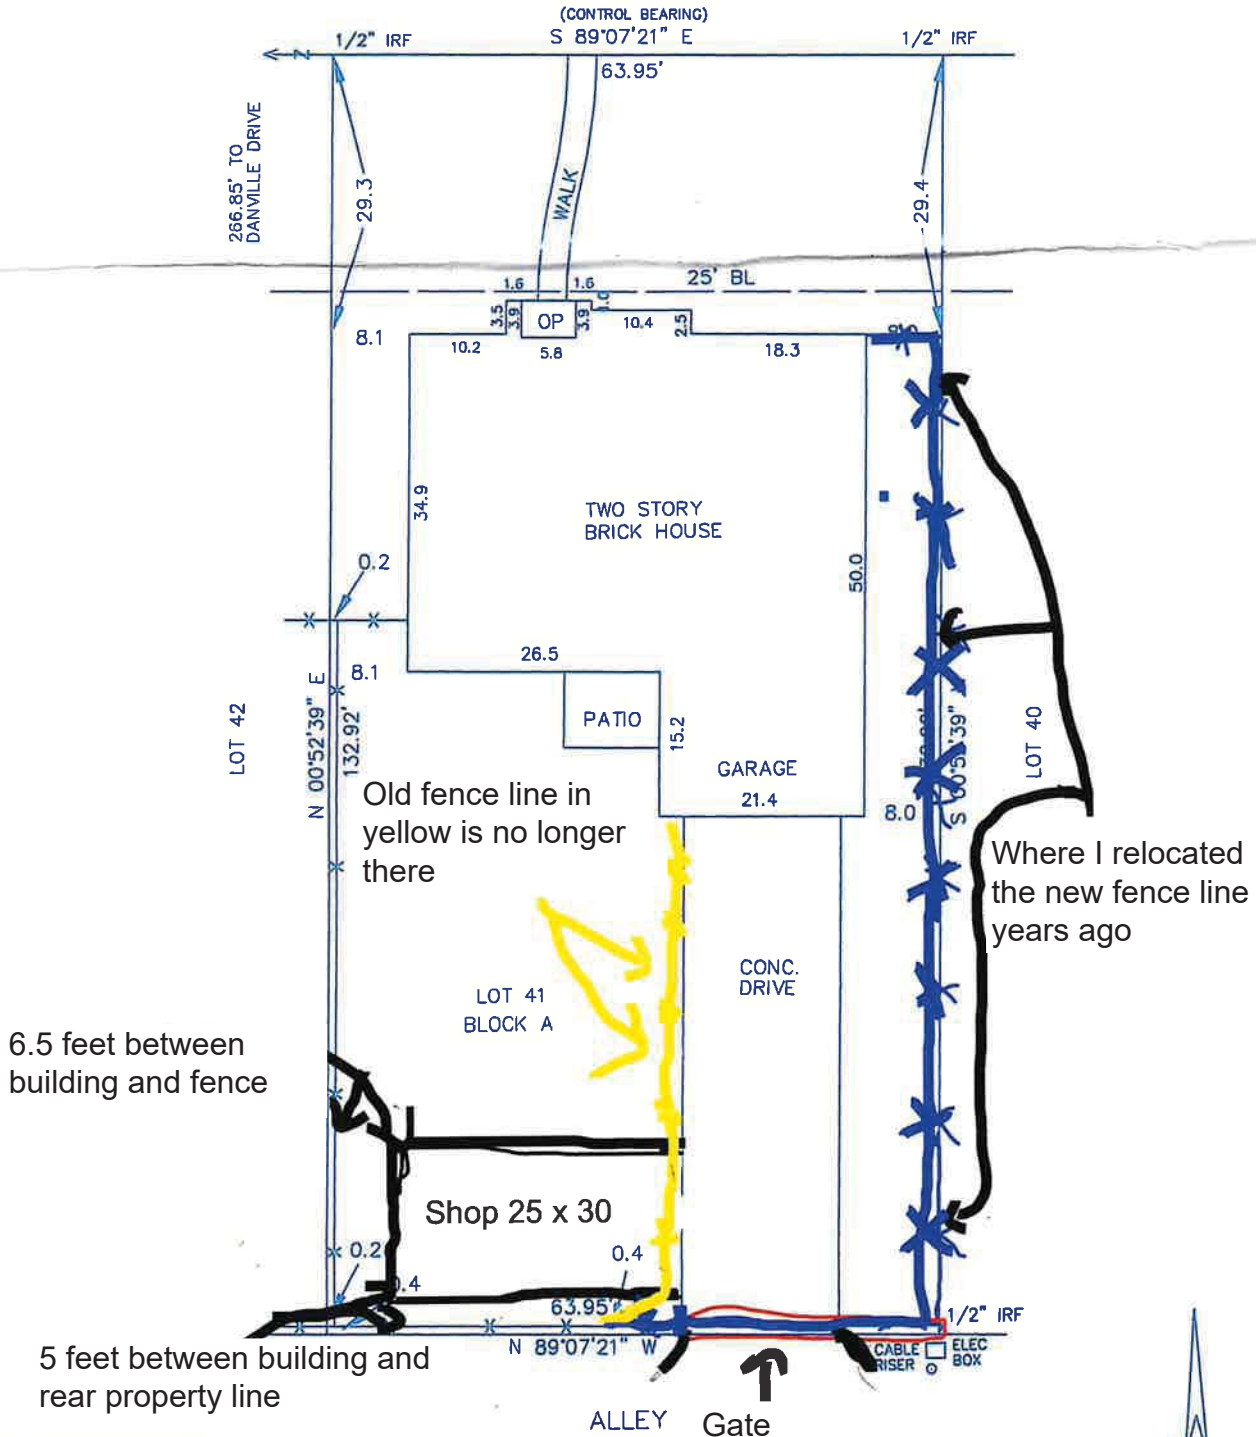 (CONTROL BEARING)
1/2" IRF
S 89°07'21" E
1/2" IRF
N
63.95'
266.85' TO
DANVILLE DRIVE
29.3
WALK
29.4
25' BL
1.6
1.6
3.5
3.9
OP
3.9
10.4
2.5
8.1
10.2
5.8
18.3
34.9
TWO STORY
BRICK HOUSE
0.2
50.0
26.5
8.1
LOT 42
N 00°52'39" E
132.92'
PATIO
15.2
GARAGE
21.4
8.0
LOT 40
Old fence line in
yellow is no longer
there
Where I relocated
the new fence line
years ago
CONC.
DRIVE
LOT 41
BLOCK A
6.5 feet between
building and fence
Shop 25 x 30
0.2
0.4
0.4
63.95'
1/2" IRF
N 89°07'21" W
CABLE
RISER
ELEC
BOX
5 feet between building and
rear property line
ALLEY
Gate